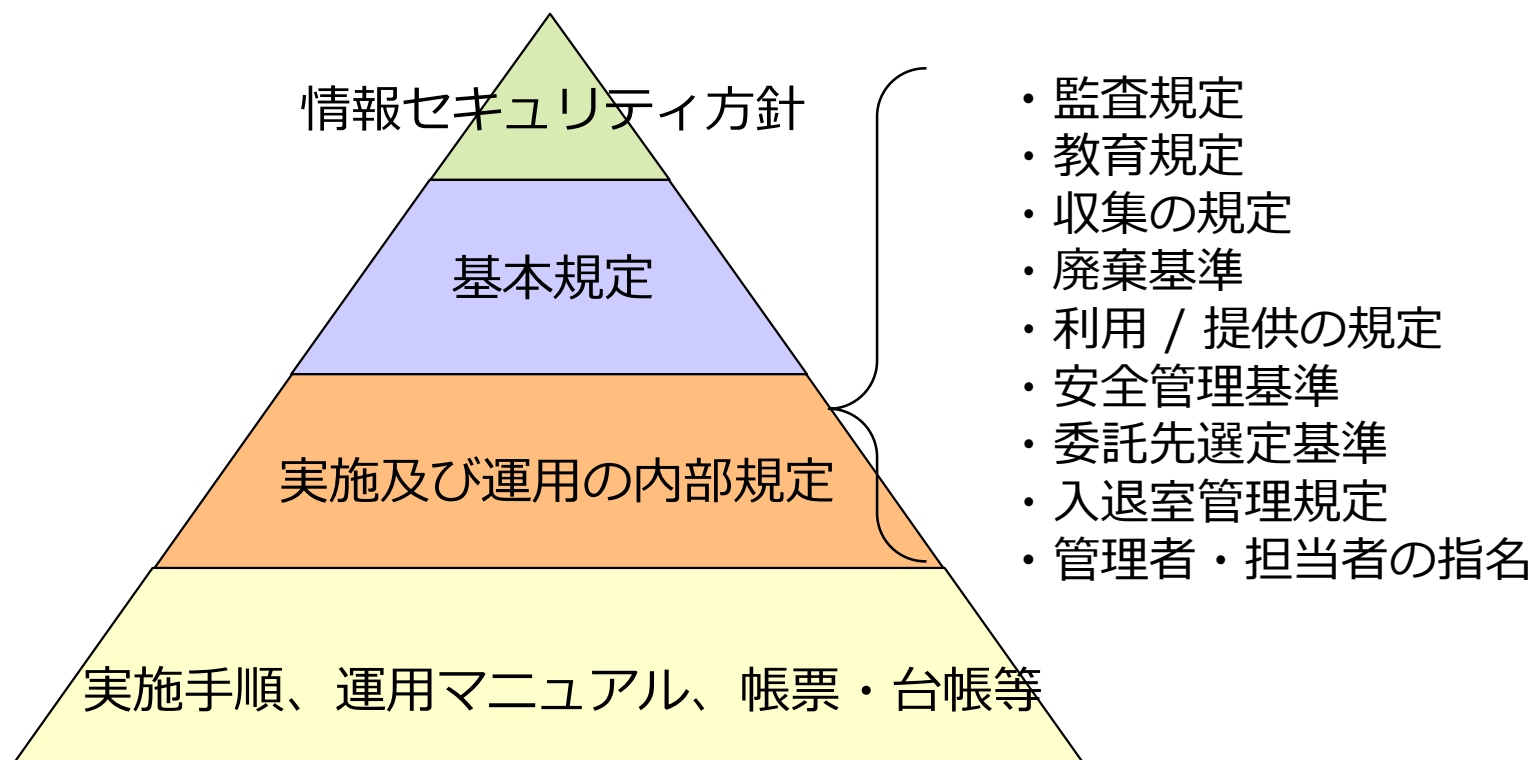 情報セキュリティ方針
基本規定
実施及び運用の内部規定
実施手順、運用マニュアル、帳票・台帳等
・監査規定
・教育規定
・収集の規定
・廃棄基準
・利用 / 提供の規定
・安全管理基準
・委託先選定基準
・入退室管理規定
・管理者・担当者の指名